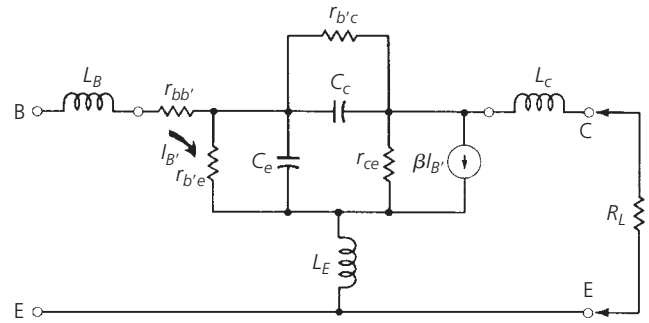 r_{b'c}
L_B
r_{bb'}
C_c
L_c
B
C
I_{B'}
r_{b'e}
C_e
r_{ce}
βI_{B'}
R_L
L_E
E
E